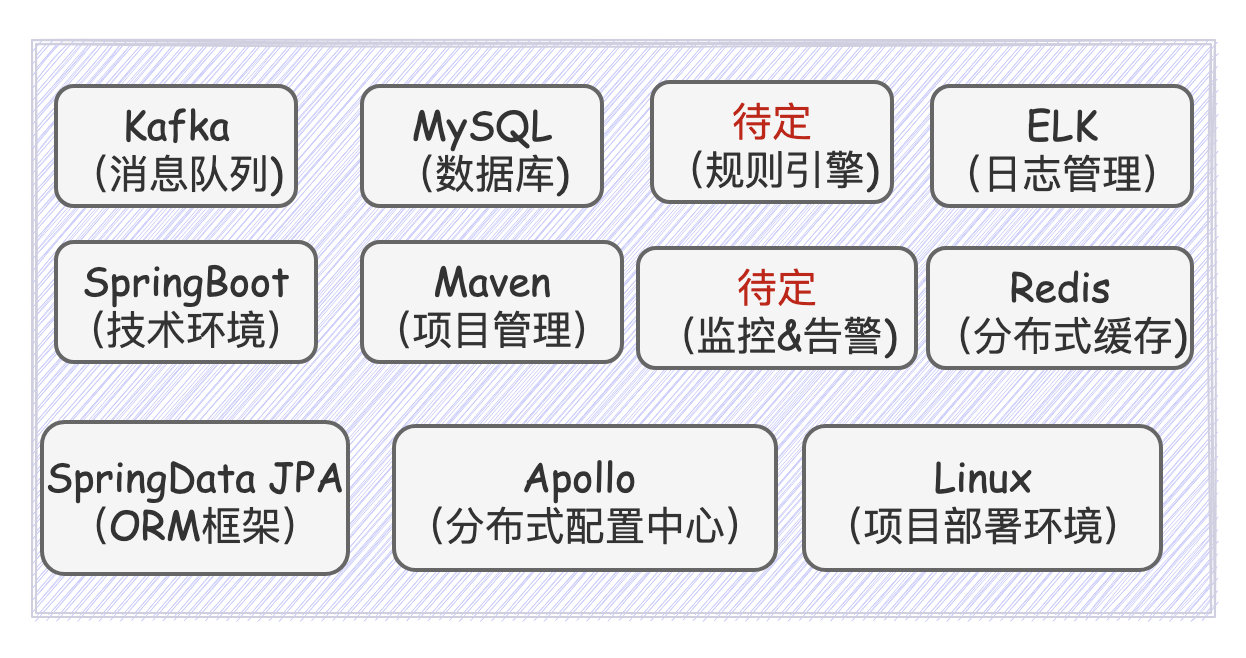 Kafka
（消息队列)
MySQL
（数据库)
待定
（规则引擎)
ELK
（日志管理）
SpringBoot
（技术环境）
Maven
（项目管理）
待定
（监控&告警)
Redis
（分布式缓存)
SpringData JPA
（ORM框架）
Apollo
（分布式配置中心）
Linux
（项目部署环境）